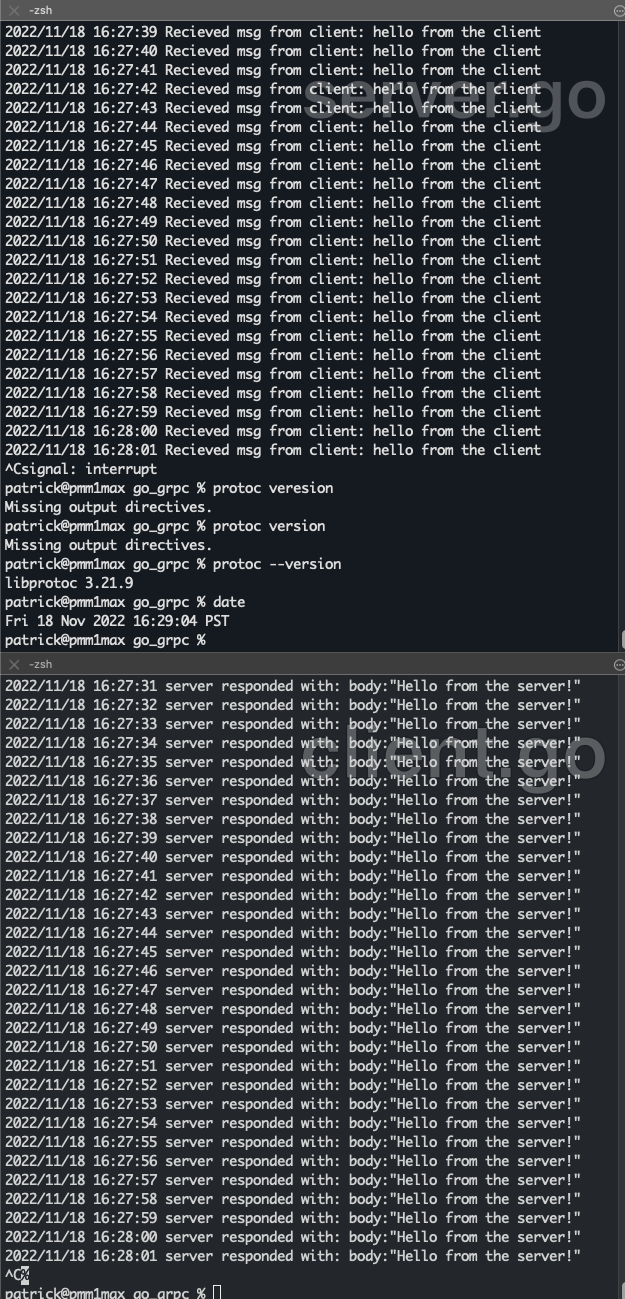 -zsh
2022/11/18 16:27:39 Recieved msg from client: hello from the client
2022/11/18 16:27:40 Recieved msg from client: hello from the client
2022/11/18 16:27:41 Recieved msg from client: hello from the client
2022/11/18 16:27:42 Recieved msg from client: hello from the client
server.go
2022/11/18 16:27:43 Recieved msg from client: hello from the client
2022/11/18 16:27:44 Recieved msg from client: hello from the client
2022/11/18 16:27:45 Recieved msg from client: hello from the client
2022/11/18 16:27:46 Recieved msg from client: hello from the client
2022/11/18 16:27:47 Recieved msg from client: hello from the client
2022/11/18 16:27:48 Recieved msg from client: hello from the client
2022/11/18 16:27:49 Recieved msg from client: hello from the client
2022/11/18 16:27:50 Recieved msg from client: hello from the client
2022/11/18 16:27:51 Recieved msg from client: hello from the client
2022/11/18 16:27:52 Recieved msg from client: hello from the client
2022/11/18 16:27:53 Recieved msg from client: hello from the client
2022/11/18 16:27:54 Recieved msg from client: hello from the client
2022/11/18 16:27:55 Recieved msg from client: hello from the client
2022/11/18 16:27:56 Recieved msg from client: hello from the client
2022/11/18 16:27:57 Recieved msg from client: hello from the client
2022/11/18 16:27:58 Recieved msg from client: hello from the client
2022/11/18 16:27:59 Recieved msg from client: hello from the client
2022/11/18 16:28:00 Recieved msg from client: hello from the client
2022/11/18 16:28:01 Recieved msg from client: hello from the client
^Csignal: interrupt
patrick@pmm1max go_grpc % protoc veresion
Missing output directives.
patrick@pmm1max go_grpc % protoc version
Missing output directives.
patrick@pmm1max go_grpc % protoc --version
libprotoc 3.21.9
patrick@pmm1max go_grpc % date
Fri 18 Nov 2022 16:29:04 PST
patrick@pmm1max go_grpc %
-zsh
2022/11/18 16:27:31 server responded with: body:"Hello from the server!"
2022/11/18 16:27:32 server responded with: body:"Hello from the server!"
2022/11/18 16:27:33 server responded with: body:"Hello from the server!"
2022/11/18 16:27:34 server responded with: body:"Hello from the server!"
client.go
2022/11/18 16:27:35 server responded with: body:"Hello from the server!"
2022/11/18 16:27:36 server responded with: body:"Hello from the server!"
2022/11/18 16:27:37 server responded with: body:"Hello from the server!"
2022/11/18 16:27:38 server responded with: body:"Hello from the server!"
2022/11/18 16:27:39 server responded with: body:"Hello from the server!"
2022/11/18 16:27:40 server responded with: body:"Hello from the server!"
2022/11/18 16:27:41 server responded with: body:"Hello from the server!"
2022/11/18 16:27:42 server responded with: body:"Hello from the server!"
2022/11/18 16:27:43 server responded with: body:"Hello from the server!"
2022/11/18 16:27:44 server responded with: body:"Hello from the server!"
2022/11/18 16:27:45 server responded with: body:"Hello from the server!"
2022/11/18 16:27:46 server responded with: body:"Hello from the server!"
2022/11/18 16:27:47 server responded with: body:"Hello from the server!"
2022/11/18 16:27:48 server responded with: body:"Hello from the server!"
2022/11/18 16:27:49 server responded with: body:"Hello from the server!"
2022/11/18 16:27:50 server responded with: body:"Hello from the server!"
2022/11/18 16:27:51 server responded with: body:"Hello from the server!"
2022/11/18 16:27:52 server responded with: body:"Hello from the server!"
2022/11/18 16:27:53 server responded with: body:"Hello from the server!"
2022/11/18 16:27:54 server responded with: body:"Hello from the server!"
2022/11/18 16:27:55 server responded with: body:"Hello from the server!"
2022/11/18 16:27:56 server responded with: body:"Hello from the server!"
2022/11/18 16:27:57 server responded with: body:"Hello from the server!"
2022/11/18 16:27:58 server responded with: body:"Hello from the server!"
2022/11/18 16:27:59 server responded with: body:"Hello from the server!"
2022/11/18 16:28:00 server responded with: body:"Hello from the server!"
2022/11/18 16:28:01 server responded with: body:"Hello from the server!"
^C%
patrick@pmm1max go_grpc %